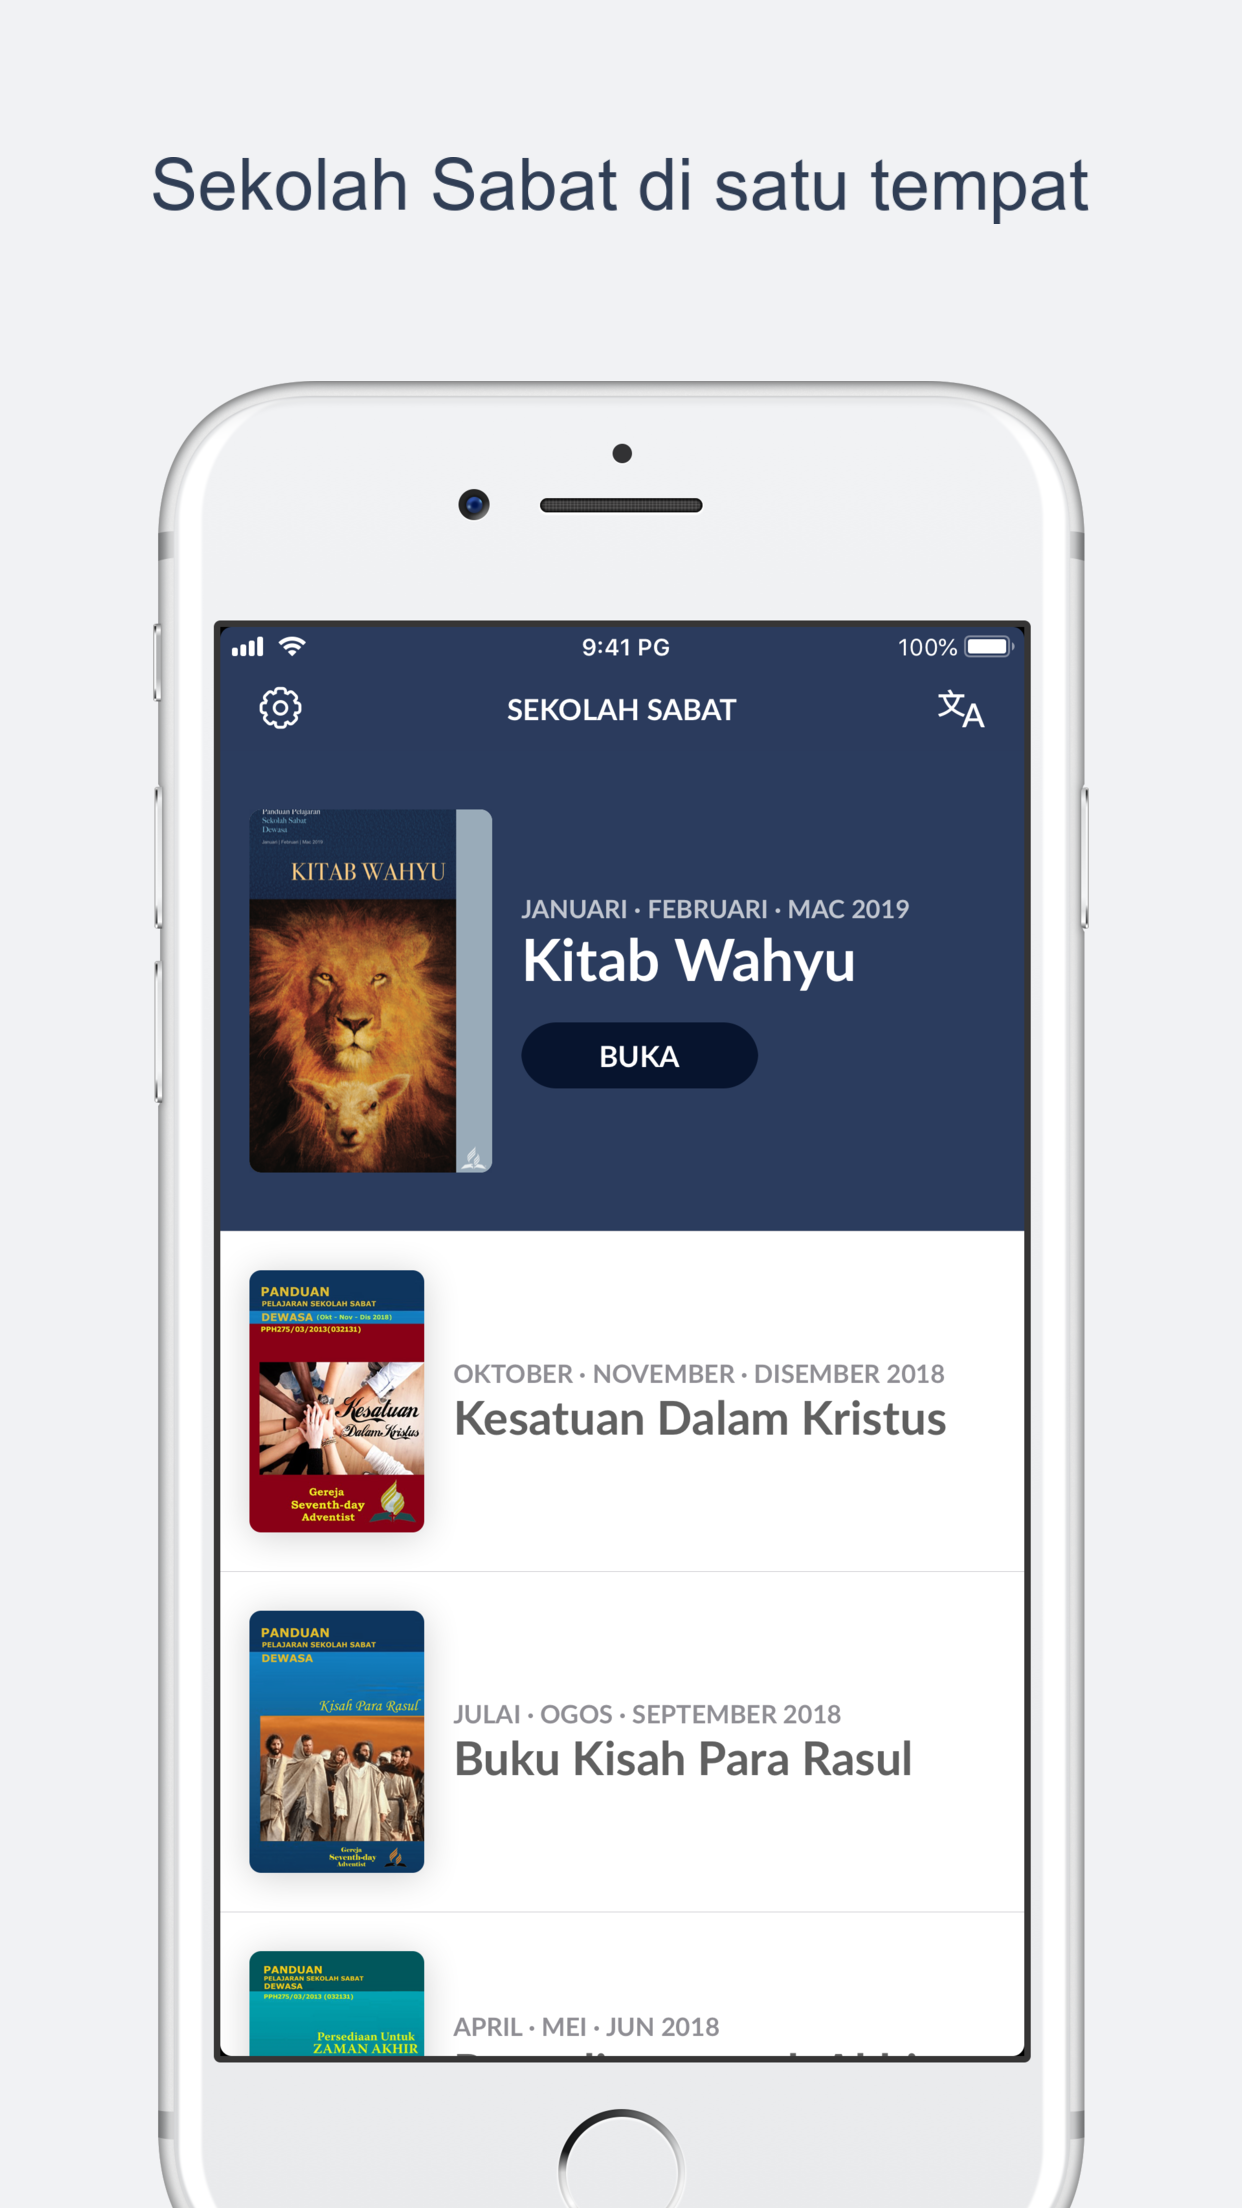 Sekolah Sabat di satu tempat
9:41 PG
100%
SEKOLAH SABAT
文A
Panduan Pelajaran
Sekolah Sabat
Dewasa
Januari | Februari | Mac 2019
KITAB WAHYU
JANUARI · FEBRUARI · MAC 2019
Kitab Wahyu
BUKA
PANDUAN
PELAJARAN SEKOLAH SABAT
DEWASA (Okt - Nov - Dis 2018)
PPH275/03/2013(032131)
Kesatuan
Dalam Kristus
Gereja
Seventh-day
Adventist
OKTOBER · NOVEMBER · DISEMBER 2018
Kesatuan Dalam Kristus
PANDUAN
PELAJARAN SEKOLAH SABAT
DEWASA
Kisah Para Rasul
Gereja
Seventh-day
Adventist
JULAI · OGOS · SEPTEMBER 2018
Buku Kisah Para Rasul
PANDUAN
PELAJARAN SEKOLAH SABAT
DEWASA
PPH275/03/2013 (032131)
Persediaan Untuk
ZAMAN AKHIR
APRIL · MEI · JUN 2018